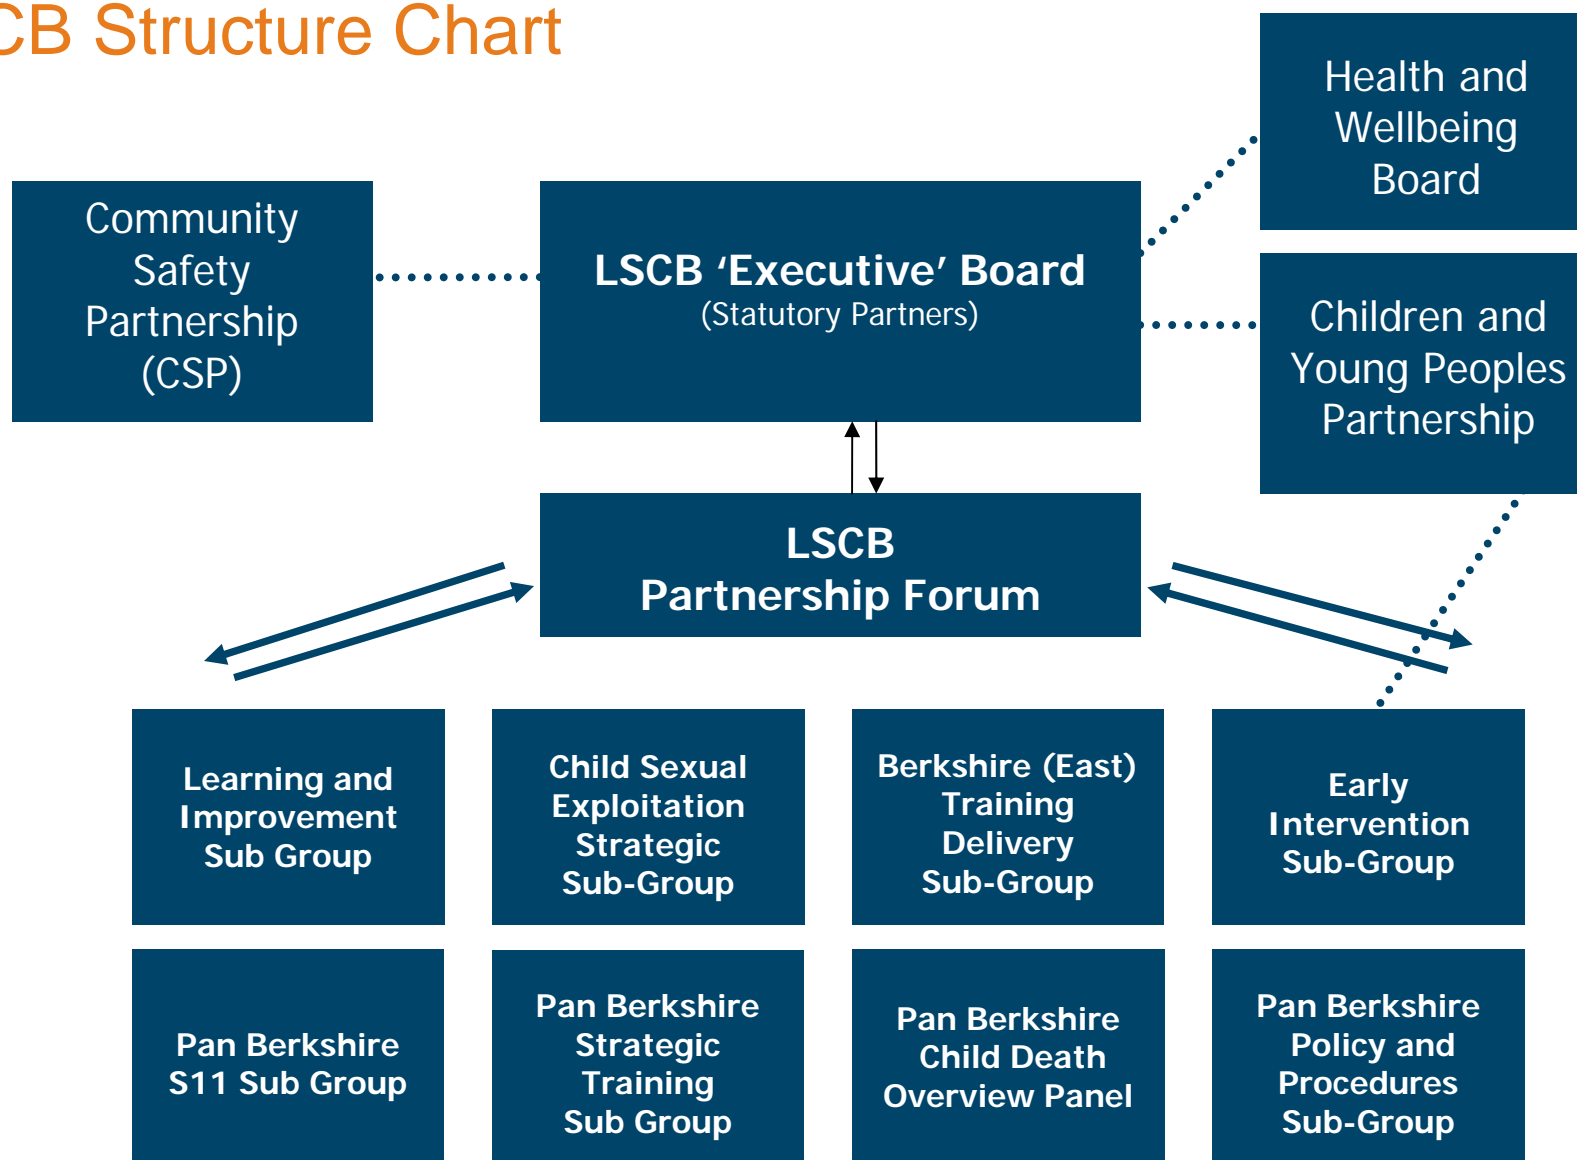 CB Structure Chart
Health and
Wellbeing
Board
Community
Safety
Partnership
(CSP)
LSCB ‘Executive’ Board
(Statutory Partners)
Children and
Young Peoples
Partnership
LSCB
Partnership Forum
Learning and
Improvement
Sub Group
Child Sexual
Exploitation
Strategic
Sub-Group
Berkshire (East)
Training
Delivery
Sub-Group
Early
Intervention
Sub-Group
Pan Berkshire
S11 Sub Group
Pan Berkshire
Strategic
Training
Sub Group
Pan Berkshire
Child Death
Overview Panel
Pan Berkshire
Policy and
Procedures
Sub-Group